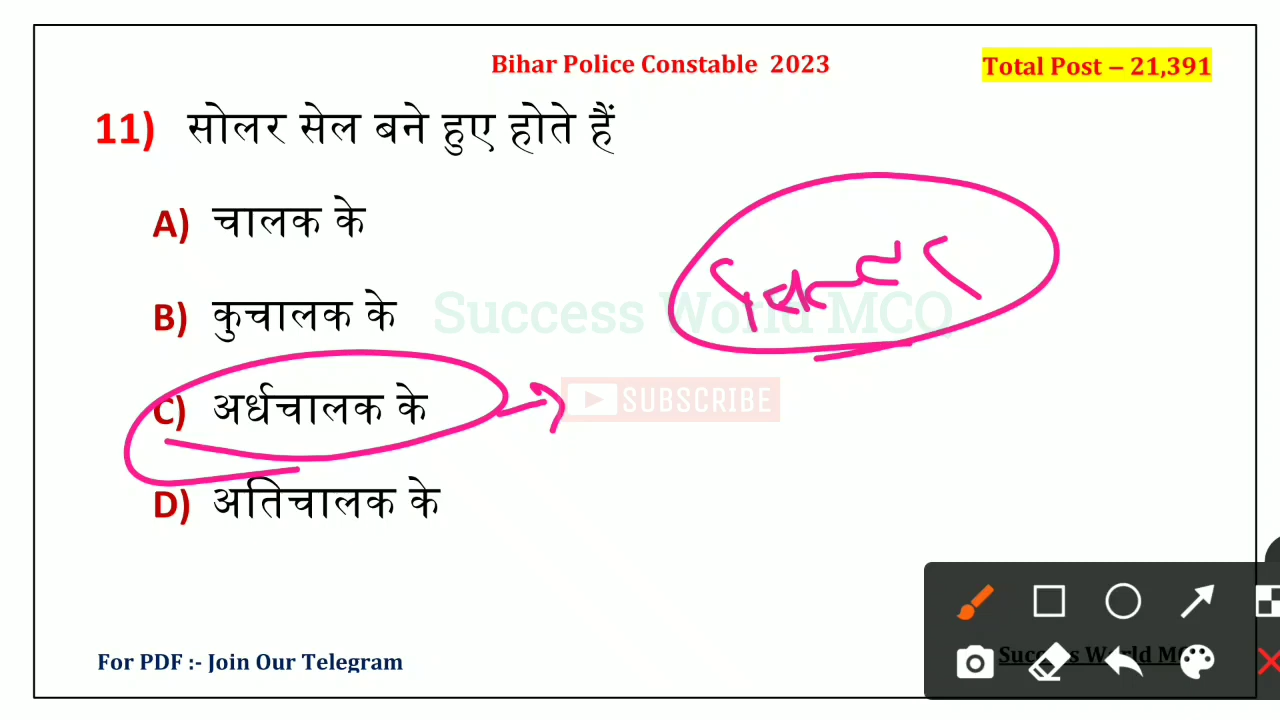 Bihar Police Constable 2023
Total Post – 21,391
11) सोलर सेल बने हुए होते हैं
A) चालक के
B) कुचालक के
Success World MCQ
C) अर्धचालक के
SUBSCRIBE
D) अतिचालक के
For PDF :- Join Our Telegram